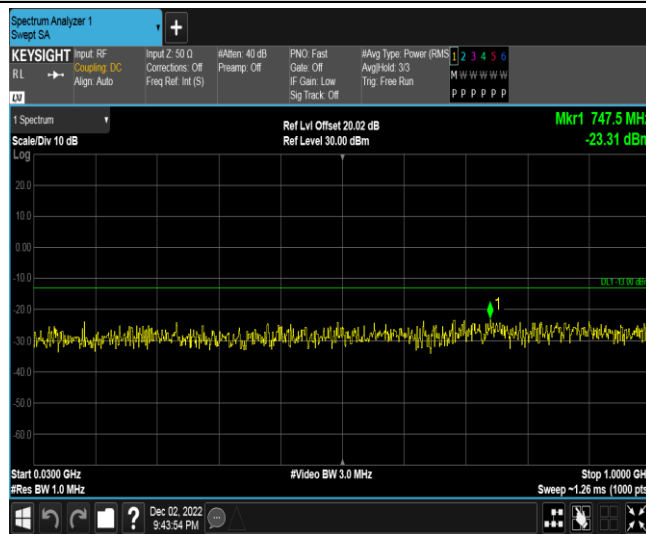 Spectrum Analyzer 1
Swept SA
+
KEYSIGHT Input: RF Input Z: 50 Ω #Atten: 40 dB PNO: Fast #Avg Type: Power (RMS 1 2 3 4 5 6
RL Coupling: DC Corrections: Off Preamp: Off Gate: Off Avg|Hold: 3/3 M W W W W W
Align: Auto Freq Ref: Int (S) IF Gain: Low Trig: Free Run
Sig Track: Off P P P P P P
LXI
1 Spectrum Ref Lvl Offset 20.02 dB Mkr1 747.5 MHz
Scale/Div 10 dB Ref Level 30.00 dBm -23.31 dBm
Log
20.0
10.0
0.00
-10.0
DL1 -13.00 dBm
-20.0
1
-30.0
-40.0
-50.0
-60.0
Start 0.0300 GHz #Video BW 3.0 MHz Stop 1.0000 GHz
#Res BW 1.0 MHz Sweep ~1.26 ms (1000 pts
? Dec 02, 2022
9:43:54 PM